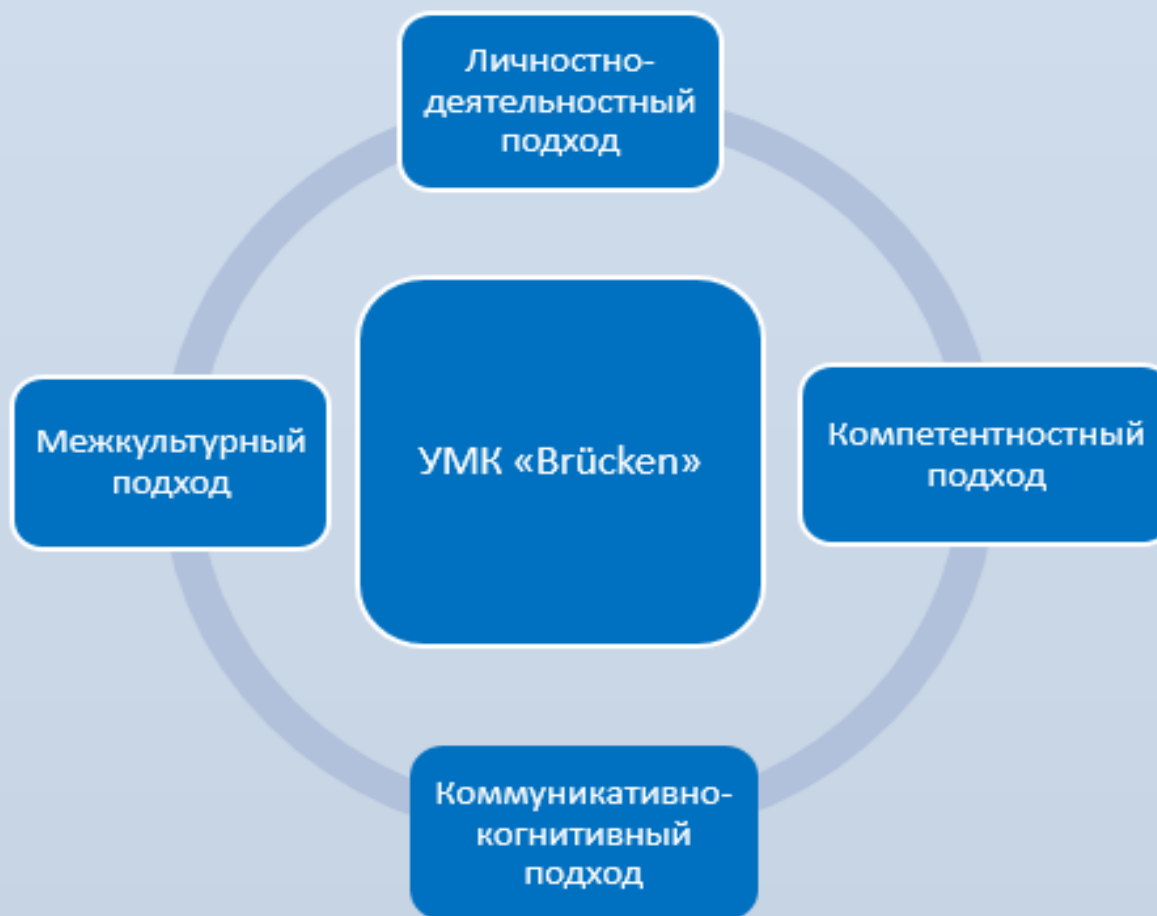 Личностно-
деятельностный
подход
Межкультурный
подход
УМК «Brücken»
Компетентностный
подход
Коммуникативно-
когнитивный
подход